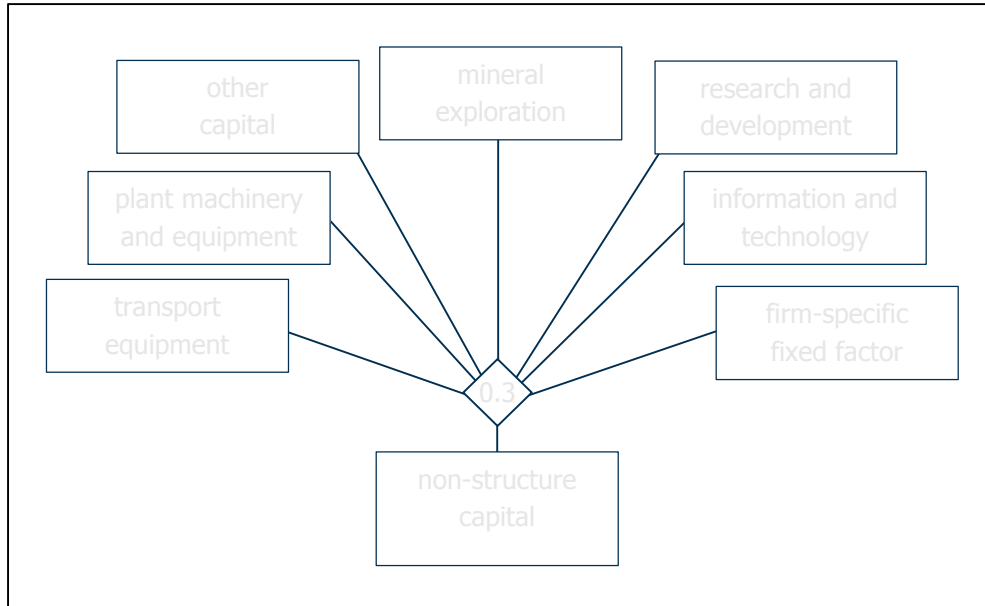 other
capital
mineral
exploration
research and
development
plant machinery
and equipment
information and
technology
transport
equipment
firm-specific
fixed factor
0.3
non-structure
capital